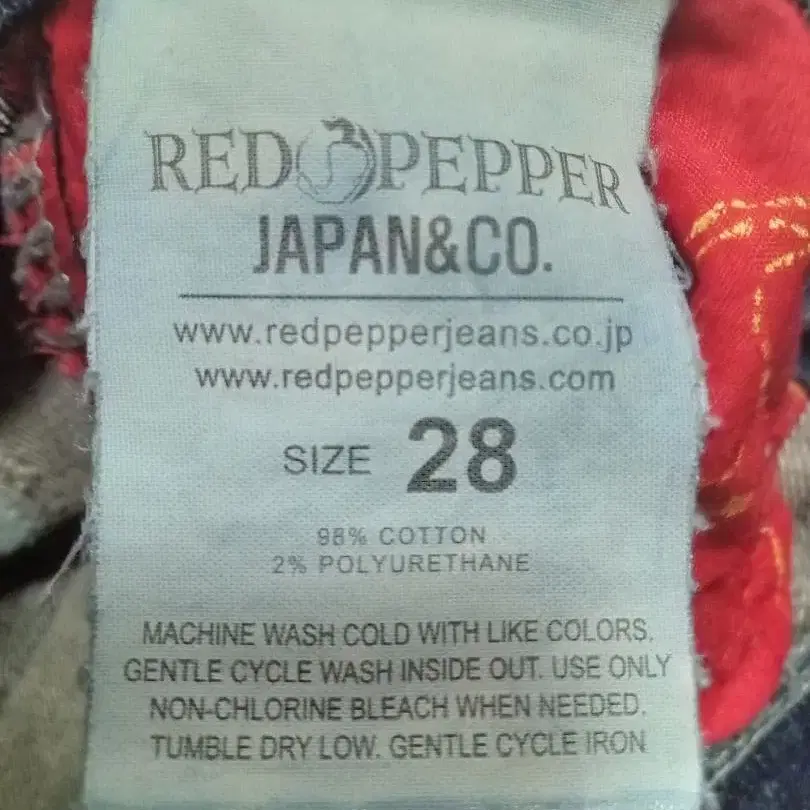 RED PEPPER
JAPAN&CO.
www.redpepperjeans.co.jp
www.redpepperjeans.com
SIZE 28
98% COTTON
2% POLYURETHANE
MACHINE WASH COLD WITH LIKE COLORS.
GENTLE CYCLE WASH INSIDE OUT. USE ONLY
NON-CHLORINE BLEACH WHEN NEEDED.
TUMBLE DRY LOW. GENTLE CYCLE IRON